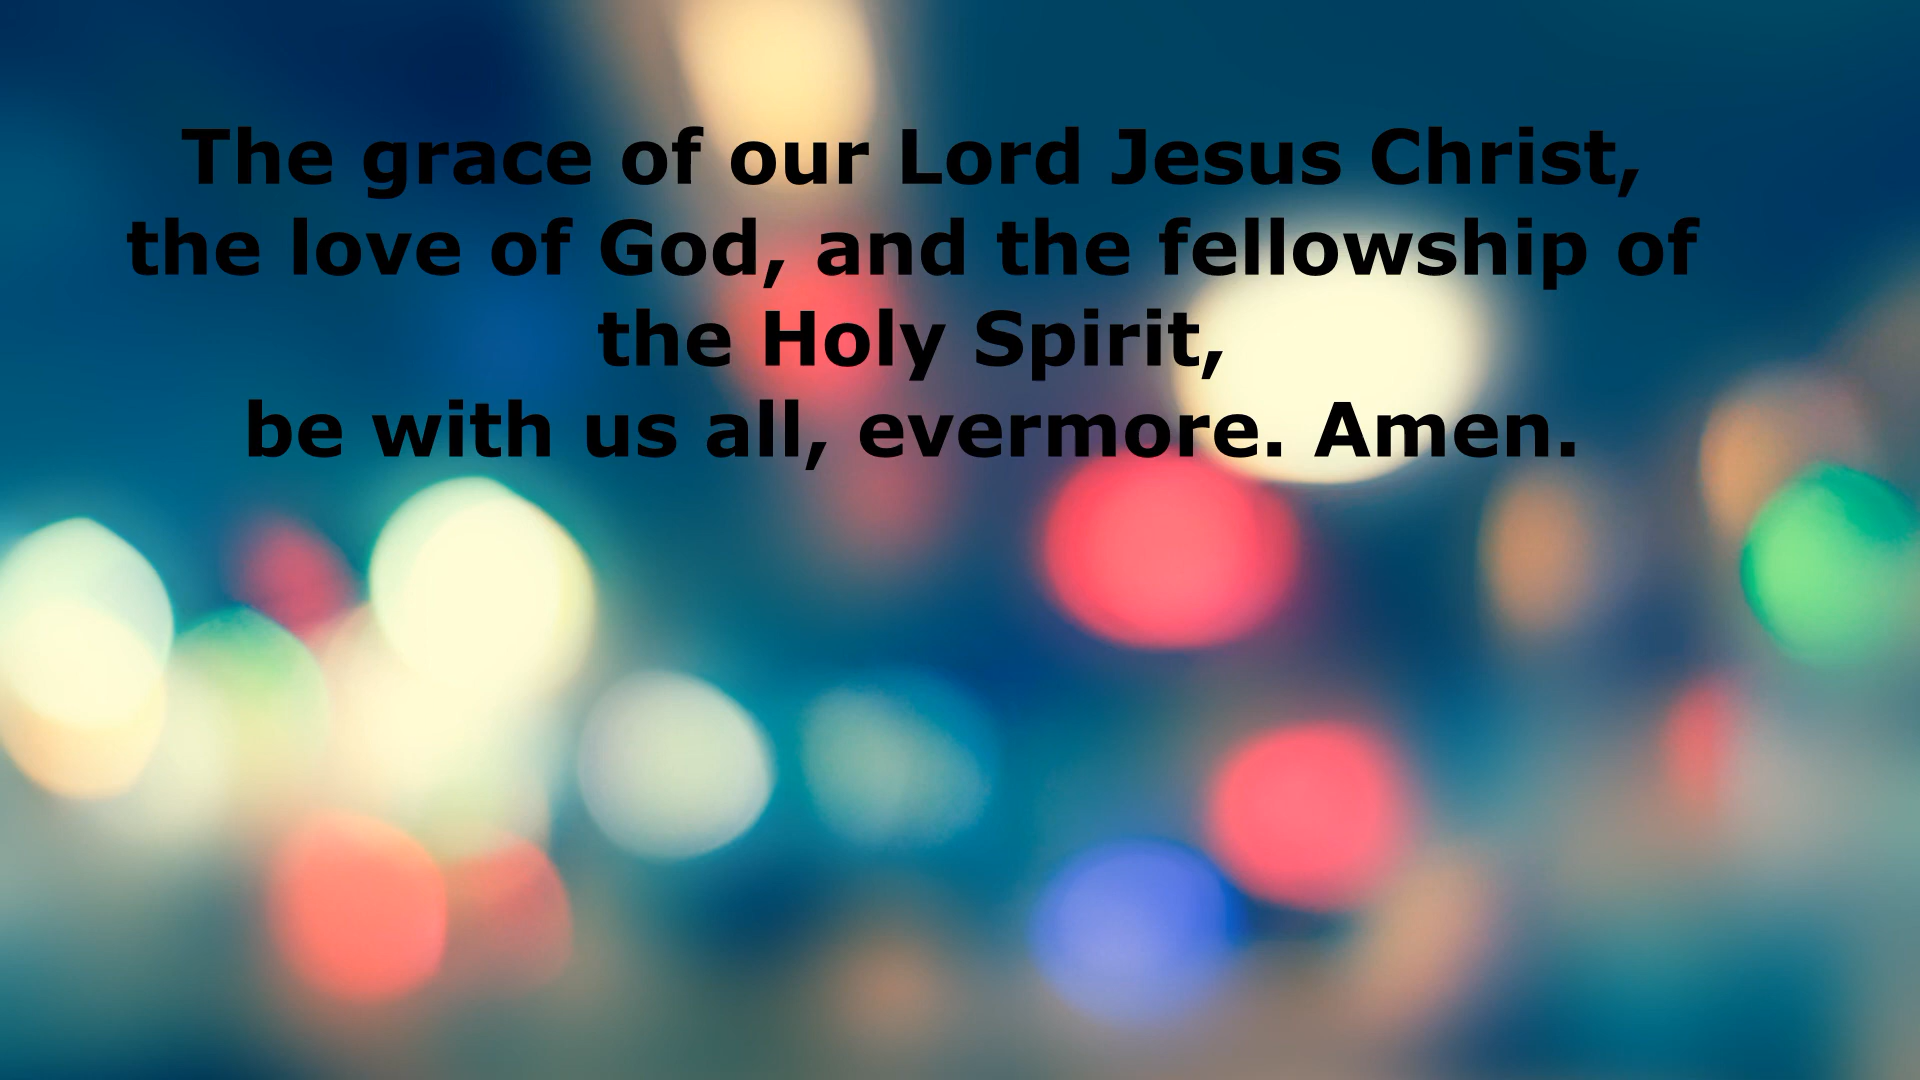 The grace of our Lord Jesus Christ,
the love of God, and the fellowship of
the Holy Spirit,
be with us all, evermore. Amen.